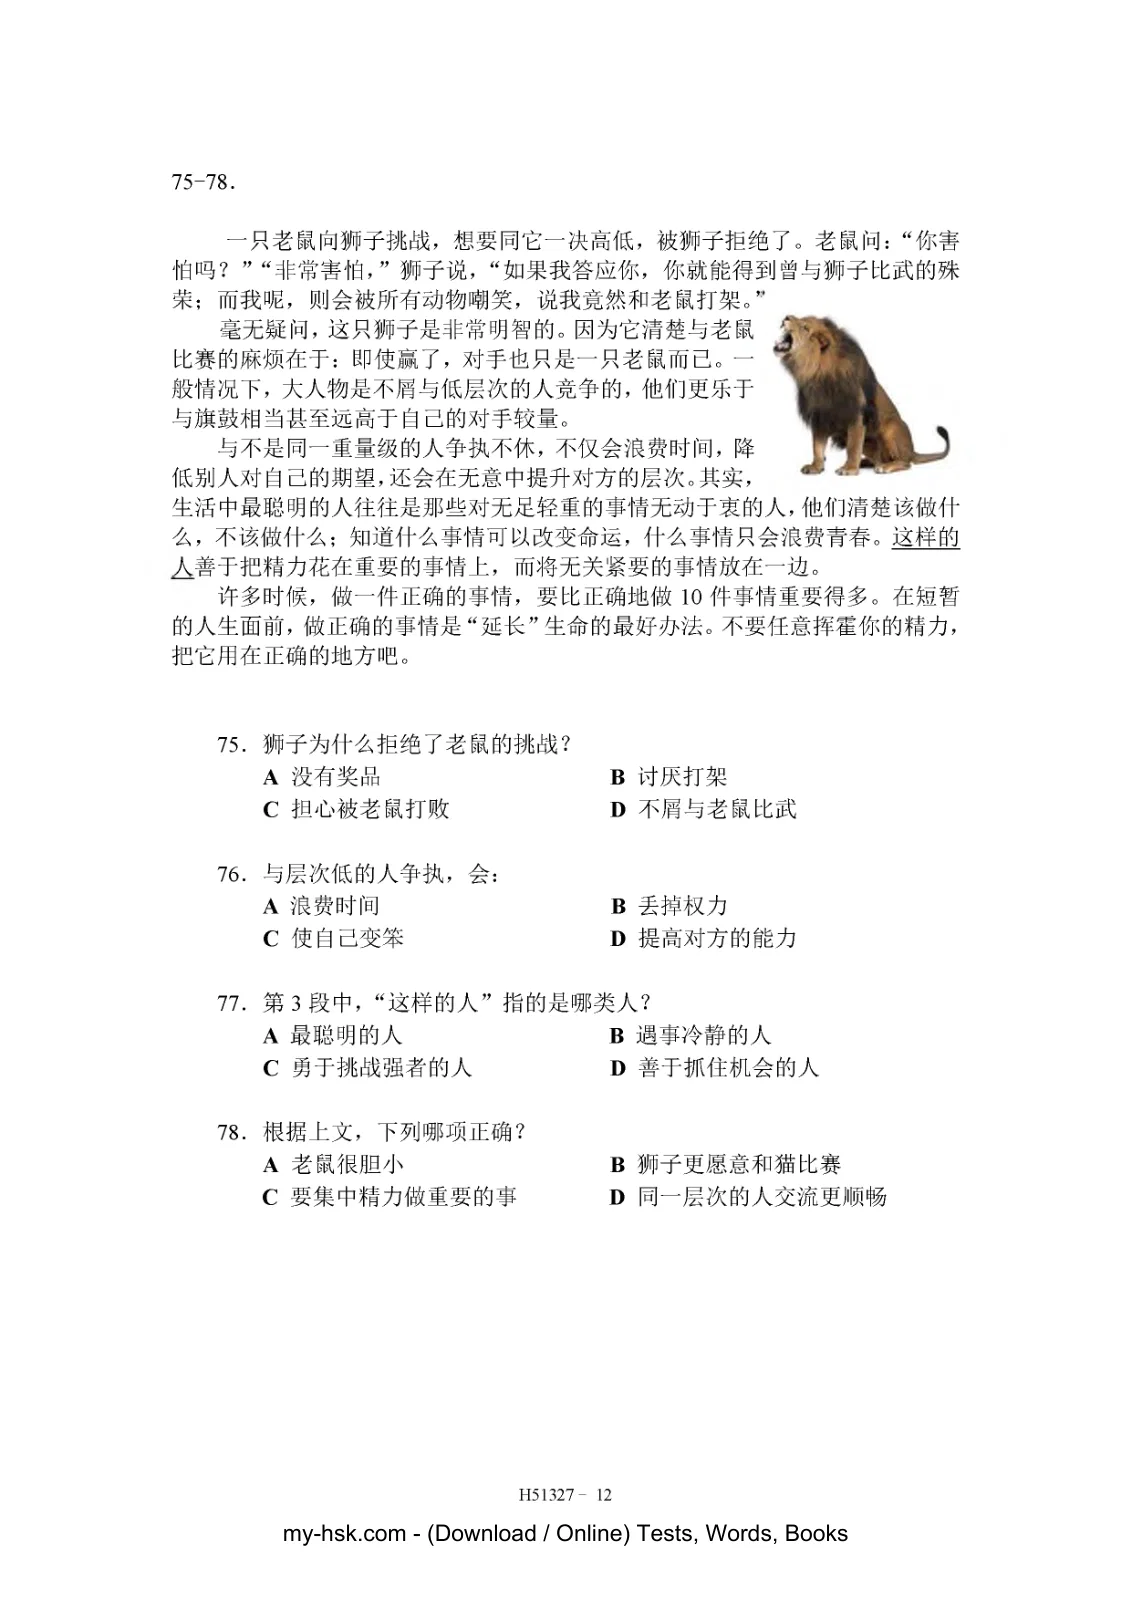 75-78.
一只老鼠向狮子挑战，想要同它一决高低，被狮子拒绝了。老鼠问：“你害
怕吗？”“非常害怕，”狮子说，“如果我答应你，你就能得到曾与狮子比武的殊
荣；而我呢，则会被所有动物嘲笑，说我竟然和老鼠打架。”
毫无疑问，这只狮子是非常明智的。因为它清楚与老鼠
比赛的麻烦在于：即使赢了，对手也只是一只老鼠而已。一
般情况下，大人物是不屑与低层次的人竞争的，他们更乐于
与旗鼓相当甚至远高于自己的对手较量。
与不是同一重量级的人争执不休，不仅会浪费时间，降
低别人对自己的期望，还会在无意中提升对方的层次。其实，
生活中最聪明的人往往是那些对无足轻重的事情无动于衷的人，他们清楚该做什
么，不该做什么；知道什么事情可以改变命运，什么事情只会浪费青春。这样的
人善于把精力花在重要的事情上，而将无关紧要的事情放在一边。
许多时候，做一件正确的事情，要比正确地做 10 件事情重要得多。在短暂
的人生面前，做正确的事情是“延长”生命的最好办法。不要任意挥霍你的精力，
把它用在正确的地方吧。
75．狮子为什么拒绝了老鼠的挑战？
A 没有奖品 B 讨厌打架
C 担心被老鼠打败 D 不屑与老鼠比武
76．与层次低的人争执，会：
A 浪费时间 B 丢掉权力
C 使自己变笨 D 提高对方的能力
77．第 3 段中，“这样的人”指的是哪类人？
A 最聪明的人 B 遇事冷静的人
C 勇于挑战强者的人 D 善于抓住机会的人
78．根据上文，下列哪项正确？
A 老鼠很胆小 B 狮子更愿意和猫比赛
C 要集中精力做重要的事 D 同一层次的人交流更顺畅
H51327 - 12
my-hsk.com - (Download / Online) Tests, Words, Books